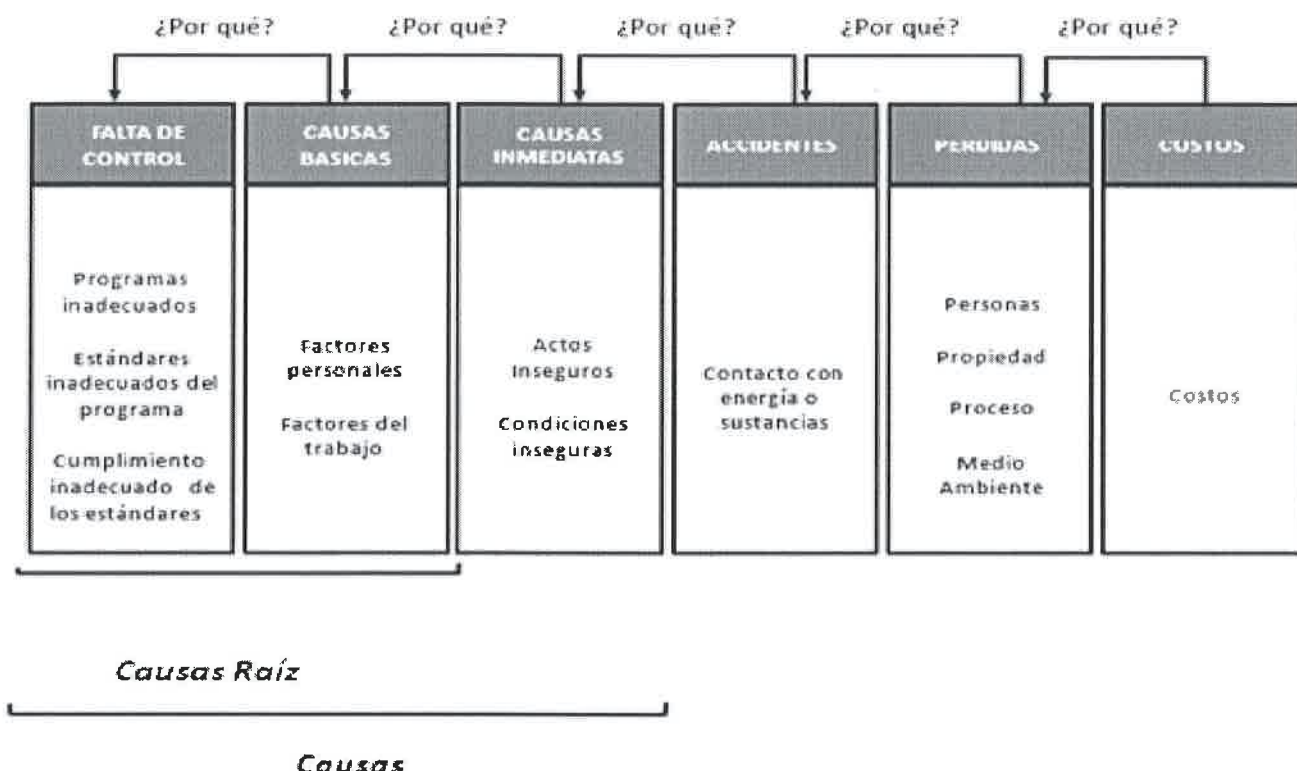 ¿Por qué?
¿Por qué?
¿Por qué?
¿Por qué?
¿Por qué?
FALTA DE
CONTROL
CAUSAS
BASICAS
CAUSAS
INMEDIATAS
ACCIDENTES
PERDIDAS
COSTOS
Programas
inadecuados
Estándares
inadecuados del
programa
Cumplimiento
inadecuado de
los estándares
Factores
personales
Factores del
trabajo
Actos
Inseguros
Condiciones
inseguras
Contacto con
energía o
sustancias
Personas
Propiedad
Proceso
Medio
Ambiente
Costos
Causas Raíz
Causas